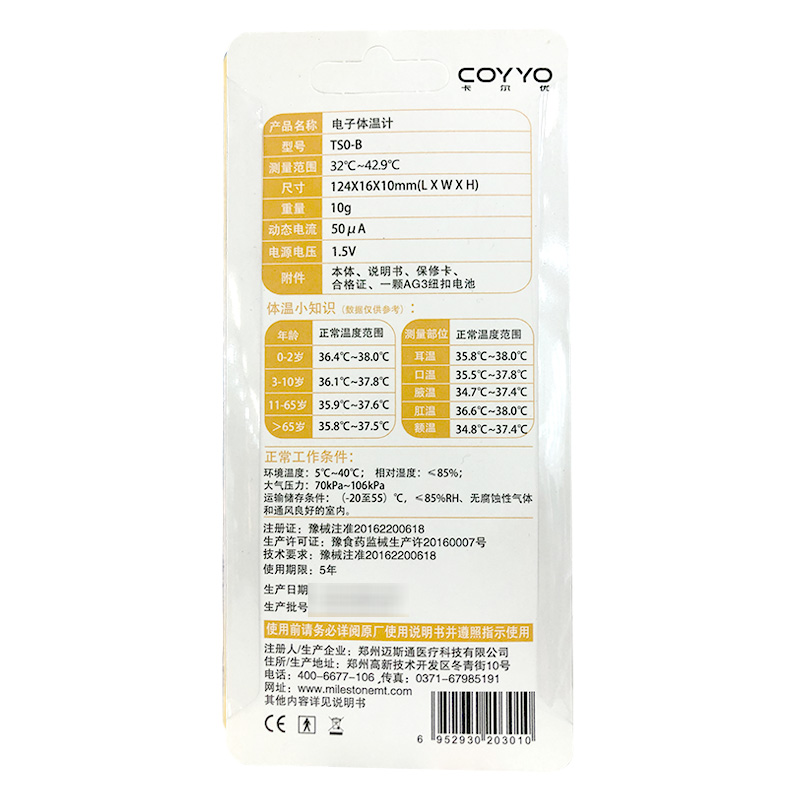 COYYO
卡尔优
产品名称 电子体温计
型号 TS0-B
测量范围 32℃~42.9℃
尺寸 124X16X10mm(L X W X H)
重量 10g
动态电流 50μA
电源电压 1.5V
附件 本体、说明书、保修卡、
合格证、一颗AG3纽扣电池
体温小知识(数据仅供参考):
年龄 正常温度范围
0-2岁 36.4℃~38.0℃
3-10岁 36.1℃~37.8℃
11-65岁 35.9℃~37.6℃
>65岁 35.8℃~37.5℃
测量部位 正常温度范围
耳温 35.8℃~38.0℃
口温 35.5℃~37.8℃
腋温 34.7℃~37.4℃
肛温 36.6℃~38.0℃
额温 34.8℃~37.4℃
正常工作条件:
环境温度:5℃~40℃; 相对湿度:≤85%;
大气压力:70kPa~106kPa
运输储存条件:(-20至55)℃,≤85%RH、无腐蚀性气体
和通风良好的室内。
注册证:豫械注准20162200618
生产许可证:豫食药监械生产许20160007号
技术要求:豫械注准20162200618
使用期限:5年
生产日期
生产批号
使用前请务必详阅原厂使用说明书并遵照指示使用
注册人/生产企业:郑州迈斯通医疗科技有限公司
住所/生产地址:郑州高新技术开发区冬青街10号
电话:400-6677-106,传真:0371-67985191
网址:www.milestonemt.com
其他内容详见说明书
CE
6 952930 203010